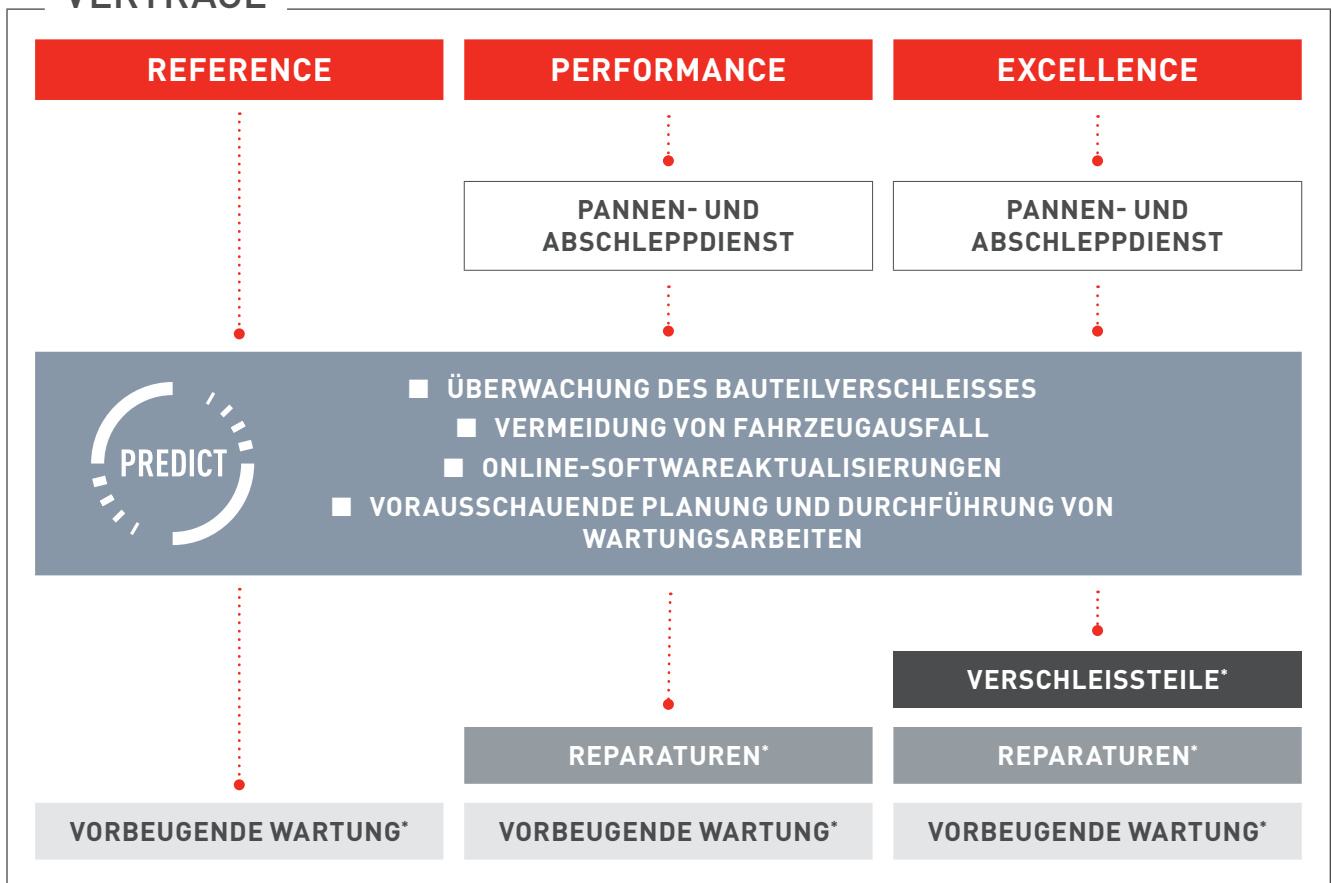 VERTRÄGE
REFERENCE
PERFORMANCE
EXCELLENCE
PANNEN- UND
ABSCHLEPPDIENST
PANNEN- UND
ABSCHLEPPDIENST
PREDICT
■ ÜBERWACHUNG DES BAUTEILVERSCHLEISSES
■ VERMEIDUNG VON FAHRZEUGAUSFALL
■ ONLINE-SOFTWAREAKTUALISIERUNGEN
■ VORAUSSCHAUENDE PLANUNG UND DURCHFÜHRUNG VON
WARTUNGSARBEITEN
VERSCHLEISSTEILE*
REPARATUREN*
REPARATUREN*
VORBEUGENDE WARTUNG*
VORBEUGENDE WARTUNG*
VORBEUGENDE WARTUNG*